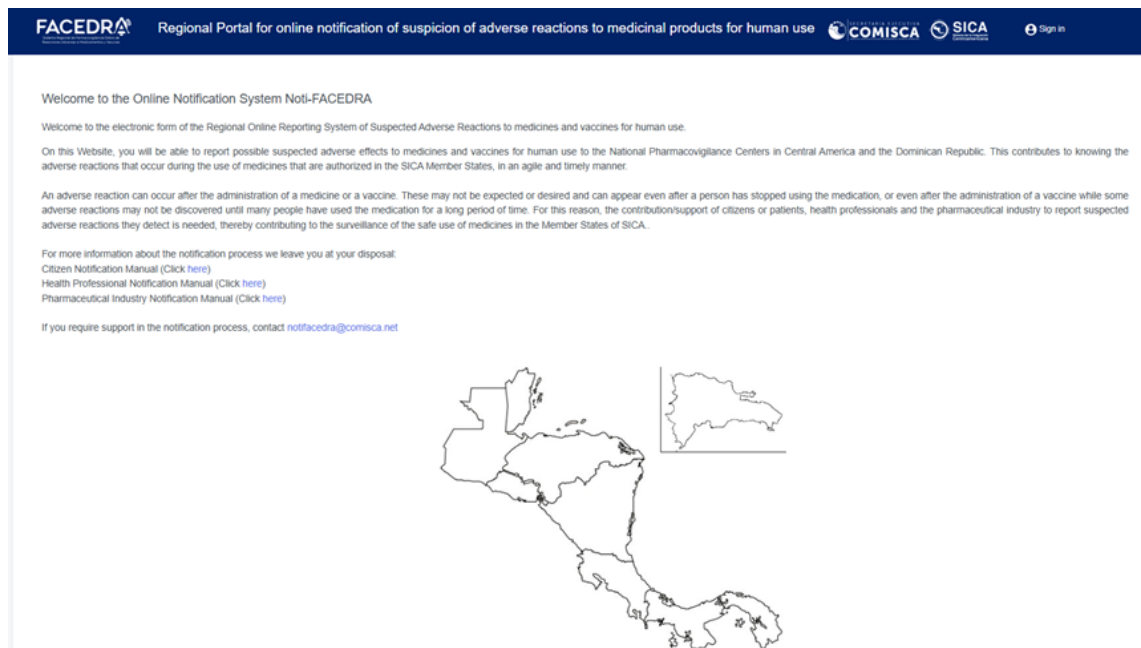 FACEDRA
Regional Portal for online notification of suspicion of adverse reactions to medicinal products for human use
SECRETARÍA EJECUTIVA
COMISCA
SICA
Sign in
Welcome to the Online Notification System Noti-FACEDRA
Welcome to the electronic form of the Regional Online Reporting System of Suspected Adverse Reactions to medicines and vaccines for human use.
On this Website, you will be able to report possible suspected adverse effects to medicines and vaccines for human use to the National Pharmacovigilance Centers in Central America and the Dominican Republic. This contributes to knowing the
adverse reactions that occur during the use of medicines that are authorized in the SICA Member States, in an agile and timely manner.
An adverse reaction can occur after the administration of a medicine or a vaccine. These may not be expected or desired and can appear even after a person has stopped using the medication, or even after the administration of a vaccine while some
adverse reactions may not be discovered until many people have used the medication for a long period of time. For this reason, the contribution/support of citizens or patients, health professionals and the pharmaceutical industry to report suspected
adverse reactions they detect is needed, thereby contributing to the surveillance of the safe use of medicines in the Member States of SICA..
For more information about the notification process we leave you at your disposal:
Citizen Notification Manual (Click here)
Health Professional Notification Manual (Click here)
Pharmaceutical Industry Notification Manual (Click here)
If you require support in the notification process, contact notifacedra@comisca.net